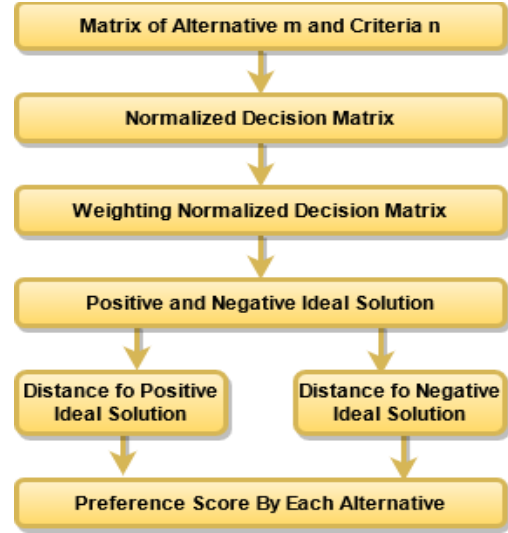 Matrix of Alternative m and Criteria n
Normalized Decision Matrix
Weighting Normalized Decision Matrix
Positive and Negative Ideal Solution
Distance fo Positive
Ideal Solution
Distance fo Negative
Ideal Solution
Preference Score By Each Alternative